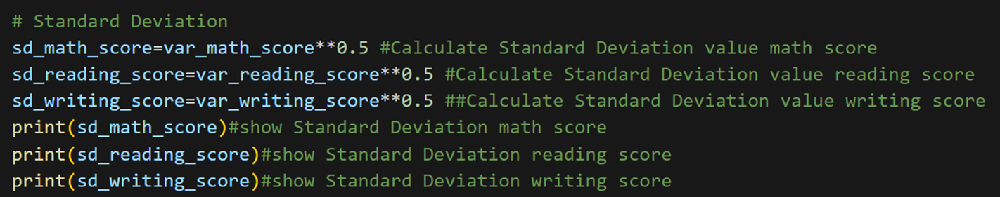 # Standard Deviation
sd_math_score=var_math_score**0.5 #Calculate Standard Deviation value math score
sd_reading_score=var_reading_score**0.5 #Calculate Standard Deviation value reading score
sd_writing_score=var_writing_score**0.5 ##Calculate Standard Deviation value writing score
print(sd_math_score)#show Standard Deviation math score
print(sd_reading_score)#show Standard Deviation reading score
print(sd_writing_score)#show Standard Deviation writing score